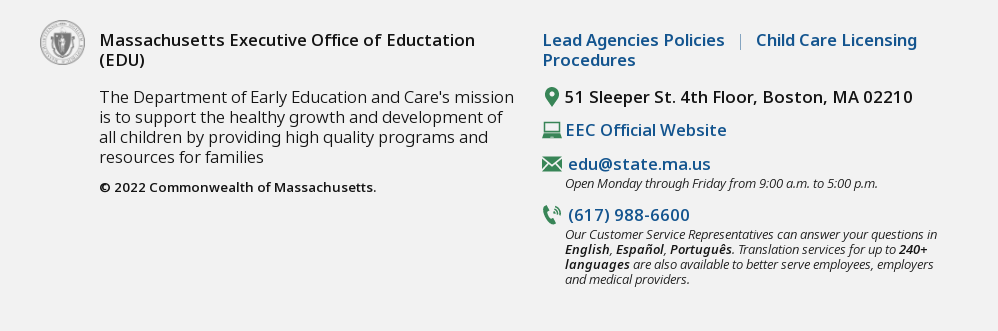 Massachusetts Executive Office of Eductation
(EDU)
The Department of Early Education and Care's mission
is to support the healthy growth and development of
all children by providing high quality programs and
resources for families
© 2022 Commonwealth of Massachusetts.
Lead Agencies Policies | Child Care Licensing
Procedures
51 Sleeper St. 4th Floor, Boston, MA 02210
EEC Official Website
edu@state.ma.us
Open Monday through Friday from 9:00 a.m. to 5:00 p.m.
(617) 988-6600
Our Customer Service Representatives can answer your questions in
English, Español, Português. Translation services for up to 240+
languages are also available to better serve employees, employers
and medical providers.